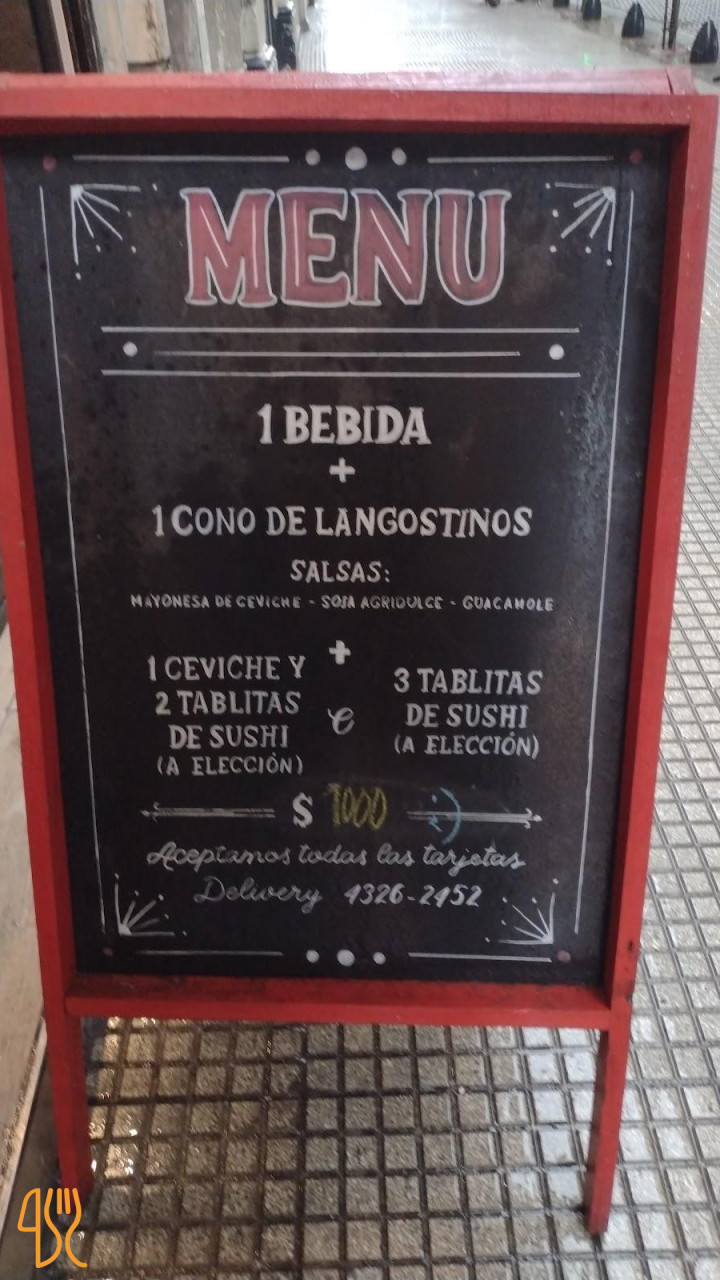 MENU
1 BEBIDA
+
1 CONO DE LANGOSTINOS
SALSAS:
MAYONESA DE CEVICHE - SOJA AGRIDULCE - GUACAMOLE
+
1 CEVICHE Y
2 TABLITAS
DE SUSHI
(A ELECCIÓN)
o
3 TABLITAS
DE SUSHI
(A ELECCIÓN)
$ 1000 :)
Aceptamos todas las tarjetas
Delivery 4326-2452